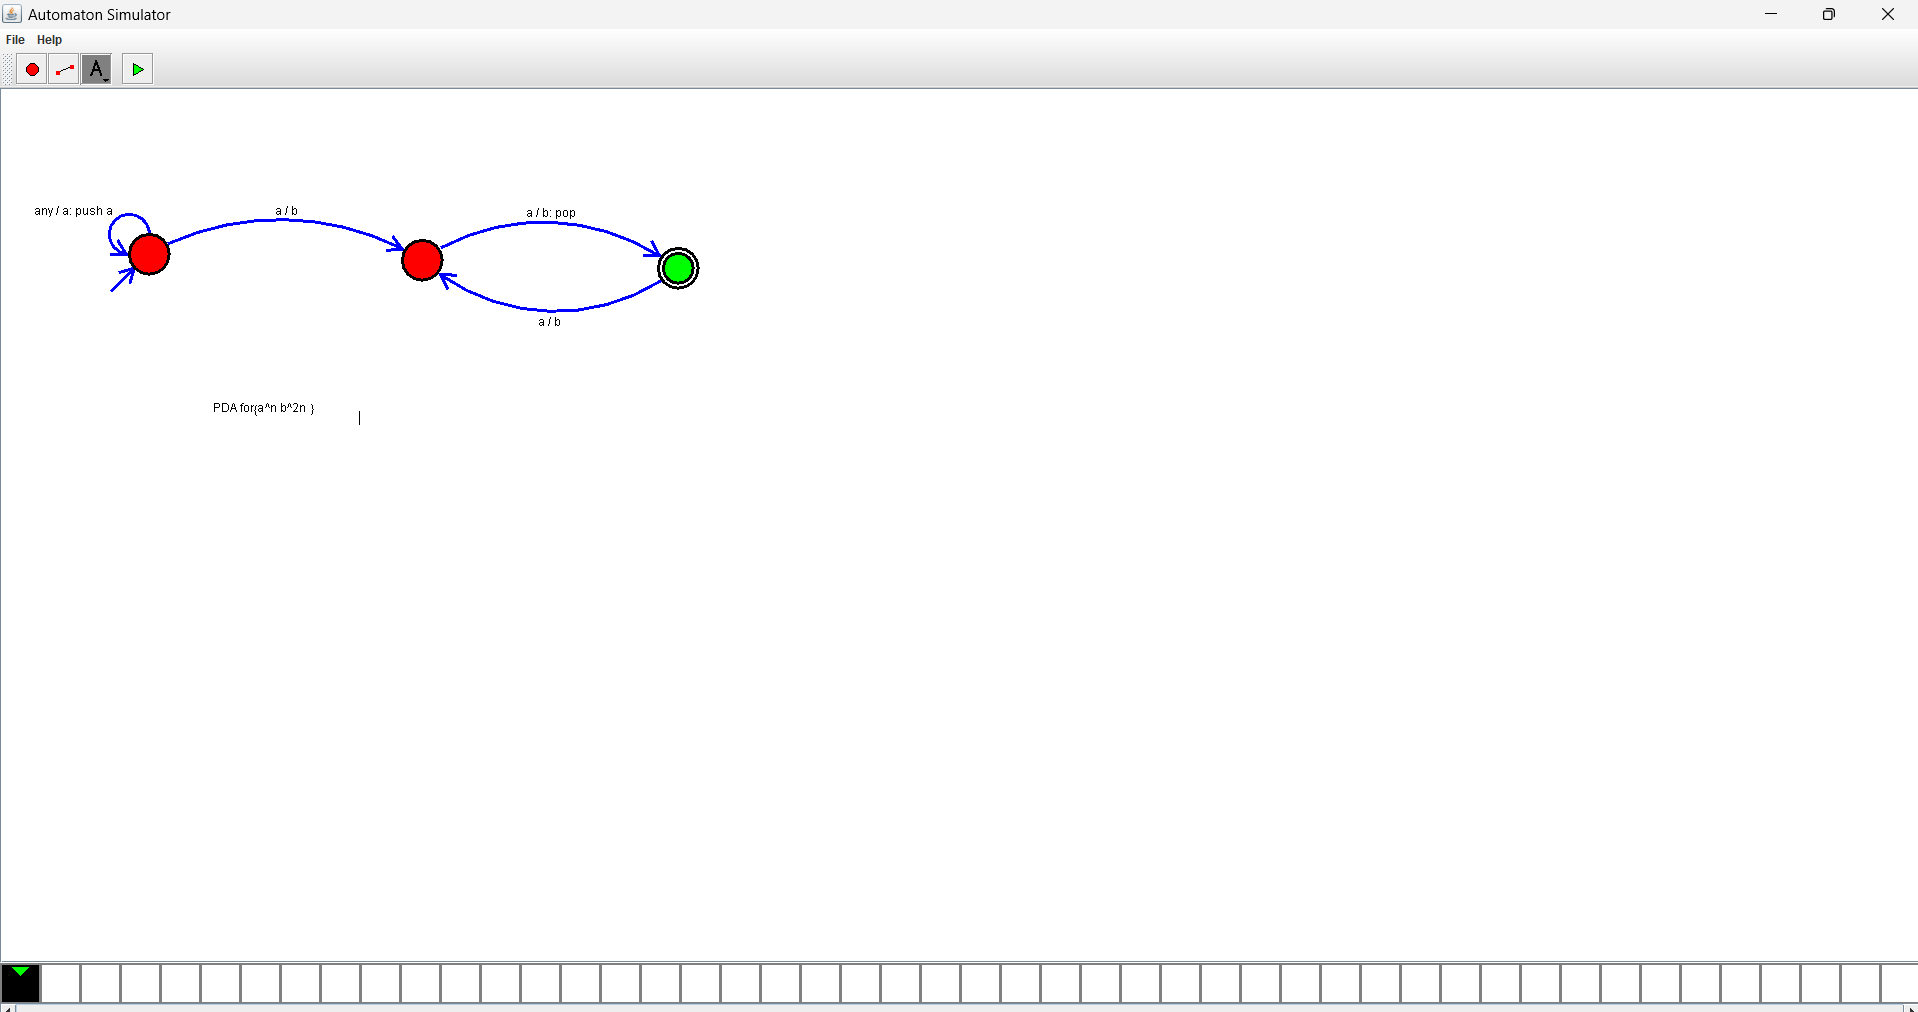 Automaton Simulator
File Help
A
any / a: push a
a / b
a / b: pop
a / b
PDA for{a^n b^2n }